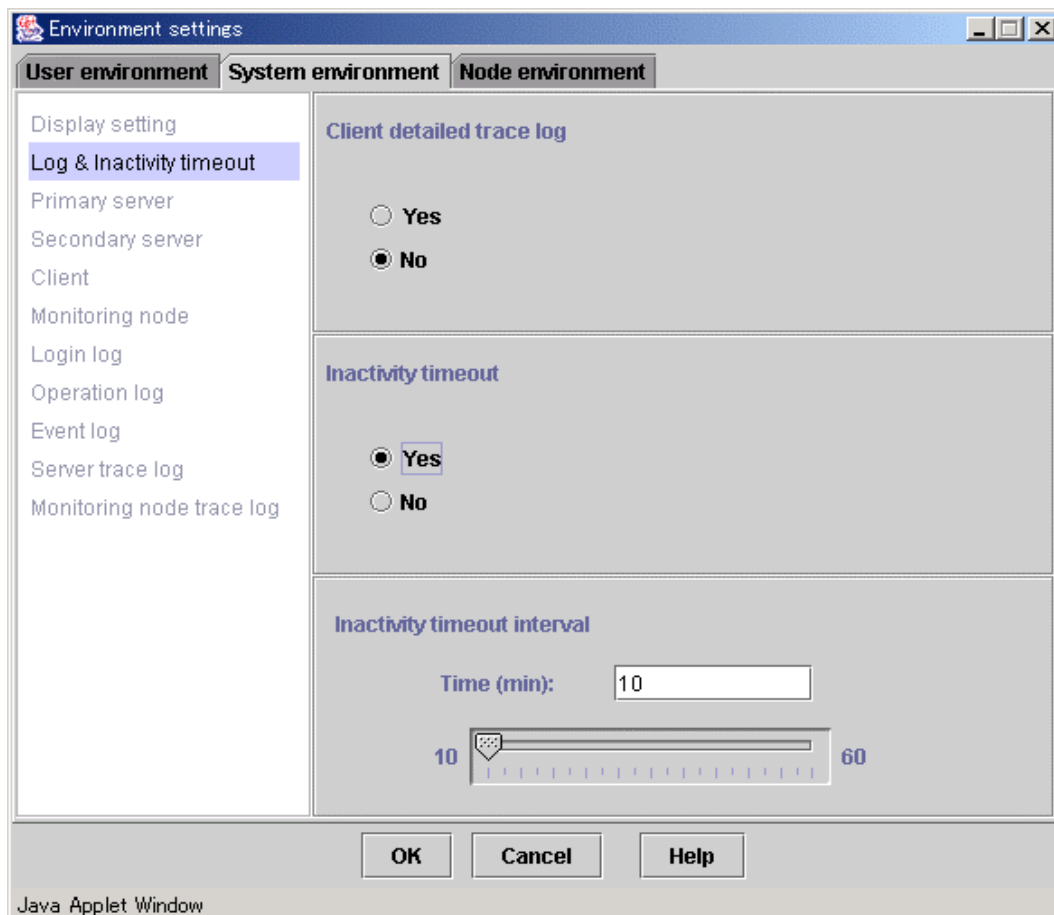 Environment settings
User environment System environment Node environment
Display setting
Log & Inactivity timeout
Primary server
Secondary server
Client
Monitoring node
Login log
Operation log
Event log
Server trace log
Monitoring node trace log
Client detailed trace log
Yes
No
Inactivity timeout
Yes
No
Inactivity timeout interval
Time (min): 10
10 60
OK Cancel Help
Java Applet Window